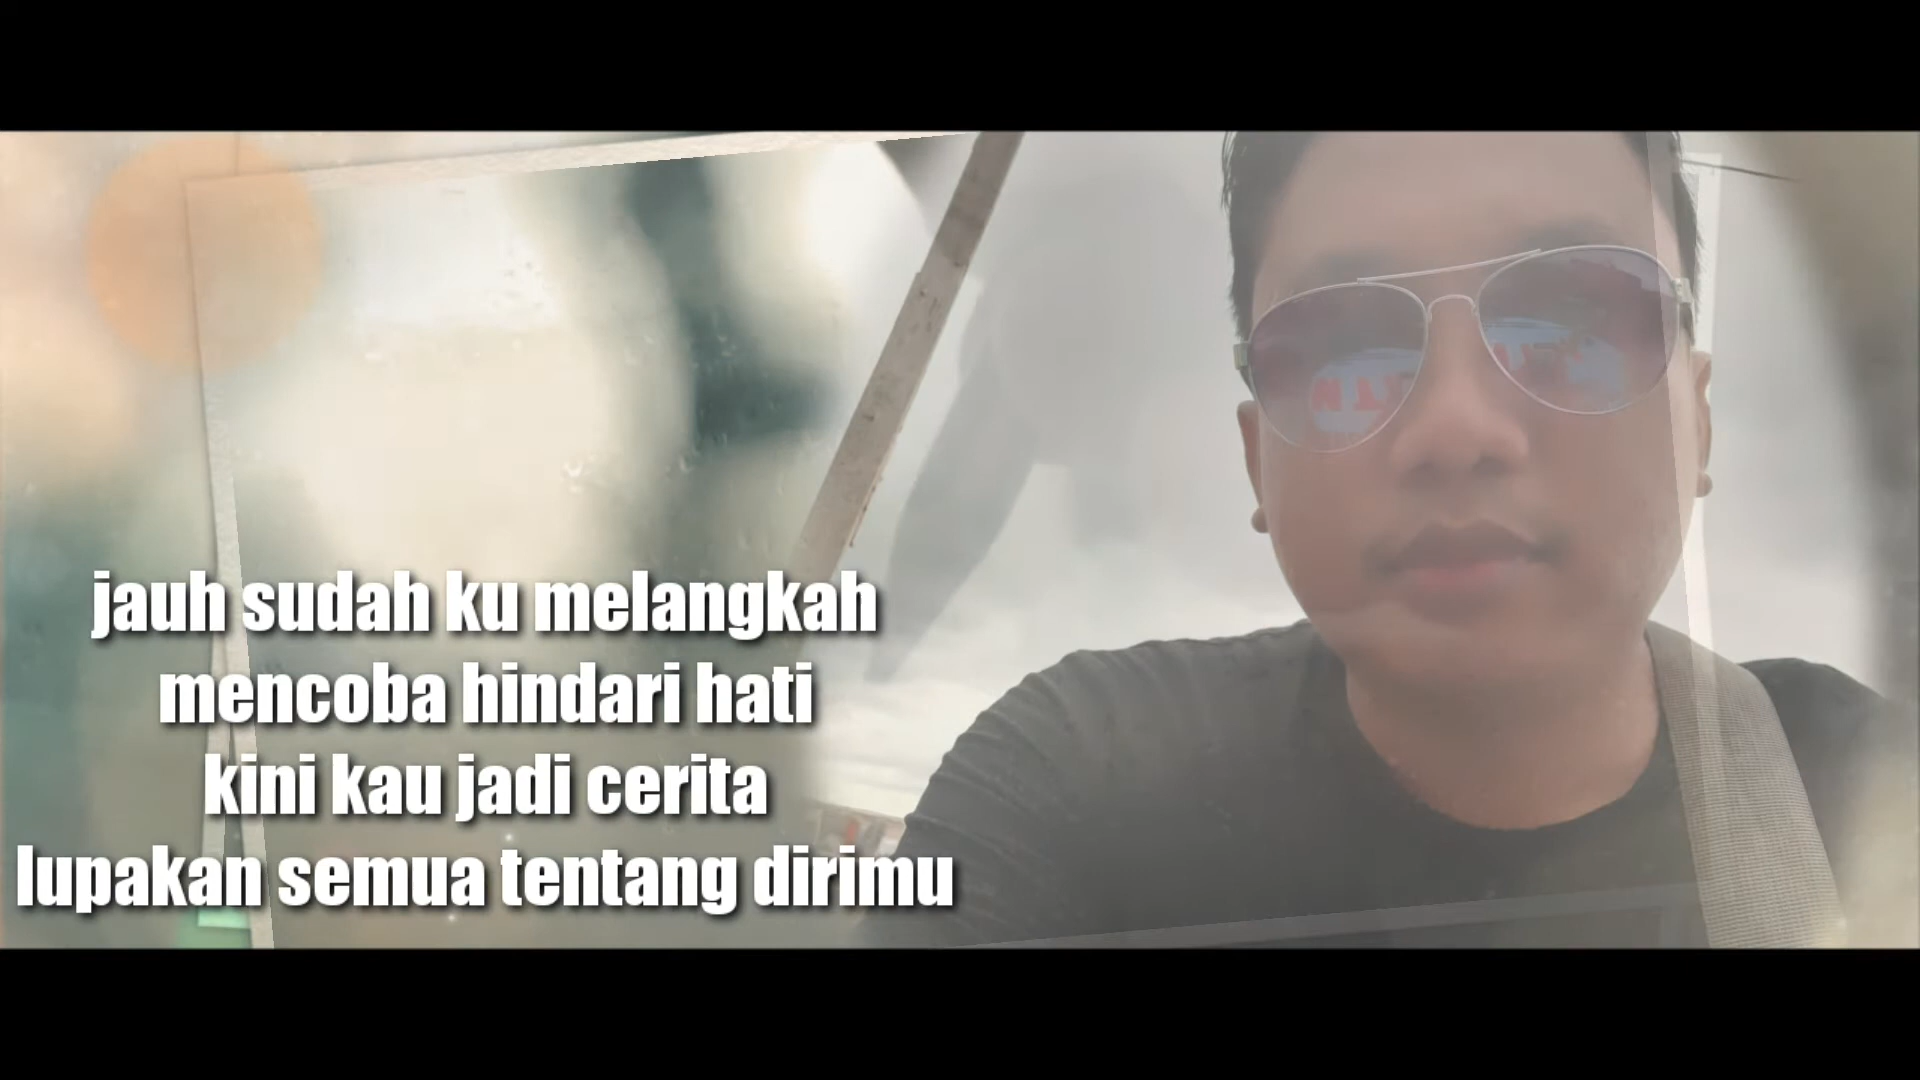 jauh sudah ku melangkah
mencoba hindari hati
kini kau jadi cerita
lupakan semua tentang dirimu